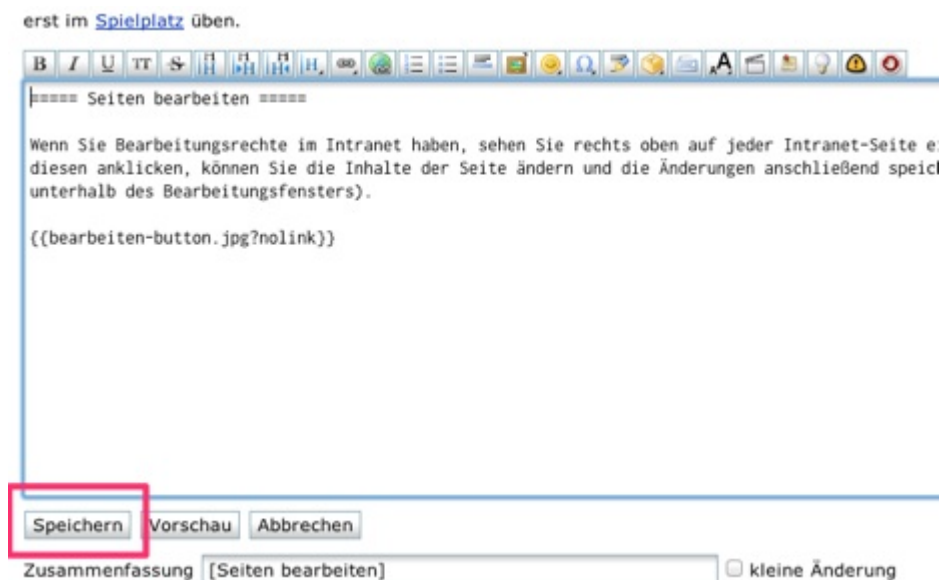 erst im Spielplatz üben.
B I U TT S
===== Seiten bearbeiten =====
Wenn Sie Bearbeitungsrechte im Intranet haben, sehen Sie rechts oben auf jeder Intranet-Seite
diesen anklicken, können Sie die Inhalte der Seite ändern und die Änderungen anschließend
unterhalb des Bearbeitungsfensters).
{{bearbeiten-button.jpg?nolink}}
Speichern Vorschau Abbrechen
Zusammenfassung [Seiten bearbeiten] kleine Änderung